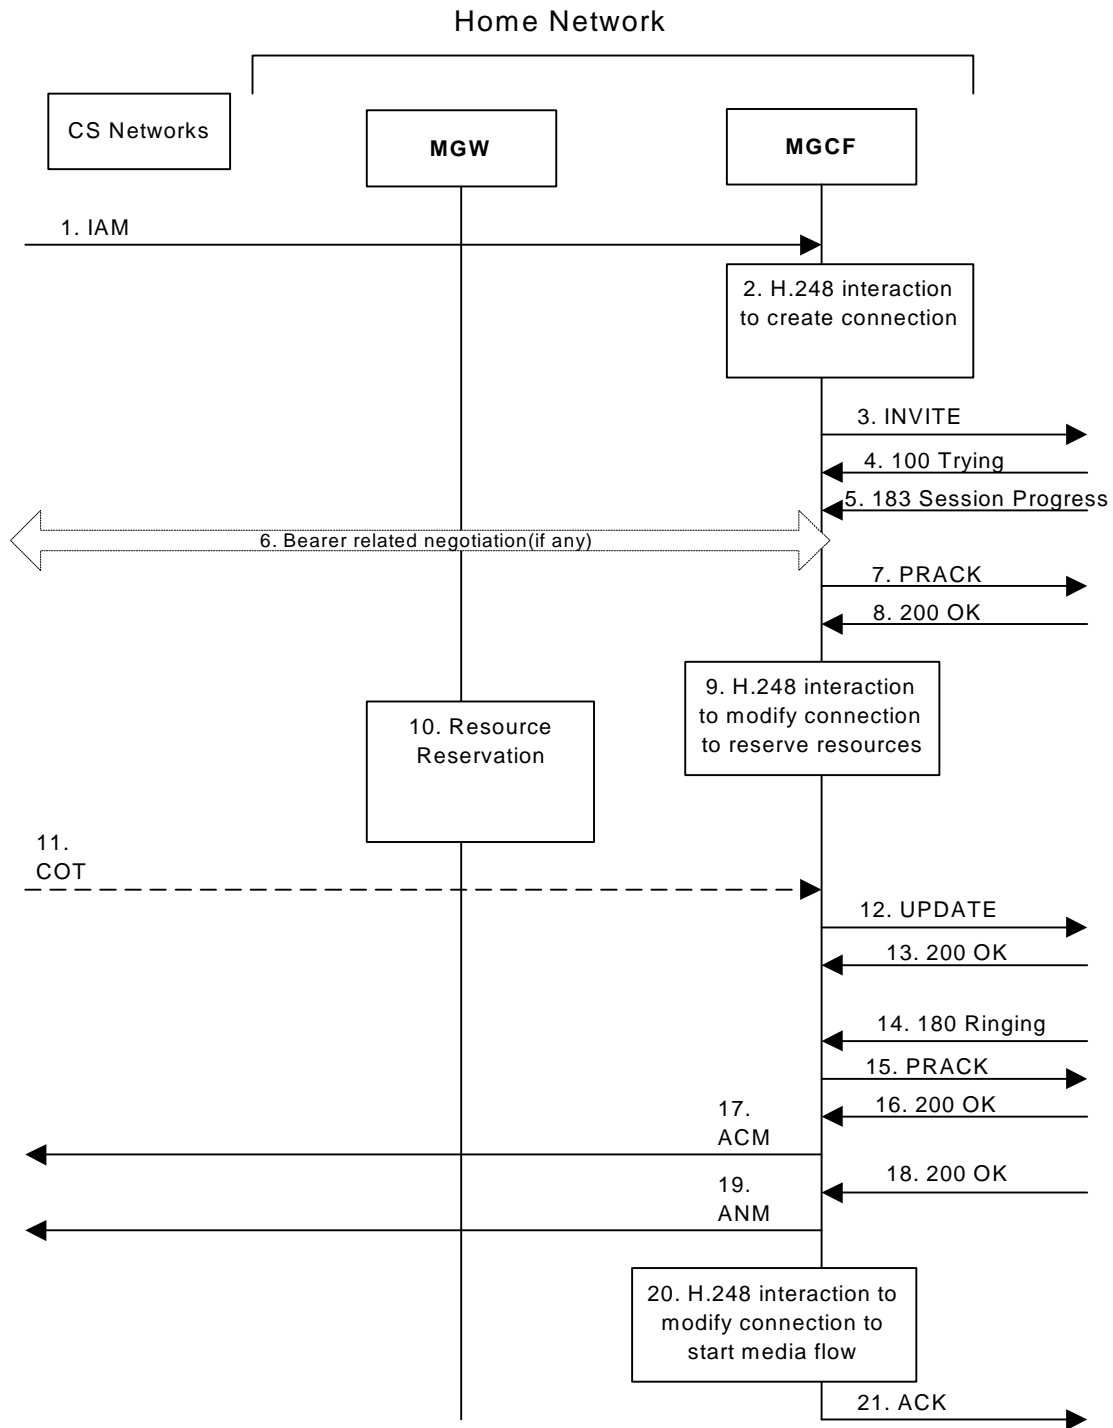 Home Network
CS Networks
MGW
MGCF
1. IAM
2. H.248 interaction
to create connection
3. INVITE
4. 100 Trying
5. 183 Session Progress
6. Bearer related negotiation(if any)
7. PRACK
8. 200 OK
9. H.248 interaction
to modify connection
to reserve resources
10. Resource
Reservation
11.
COT
12. UPDATE
13. 200 OK
14. 180 Ringing
15. PRACK
16. 200 OK
17.
ACM
18. 200 OK
19.
ANM
20. H.248 interaction to
modify connection to
start media flow
21. ACK